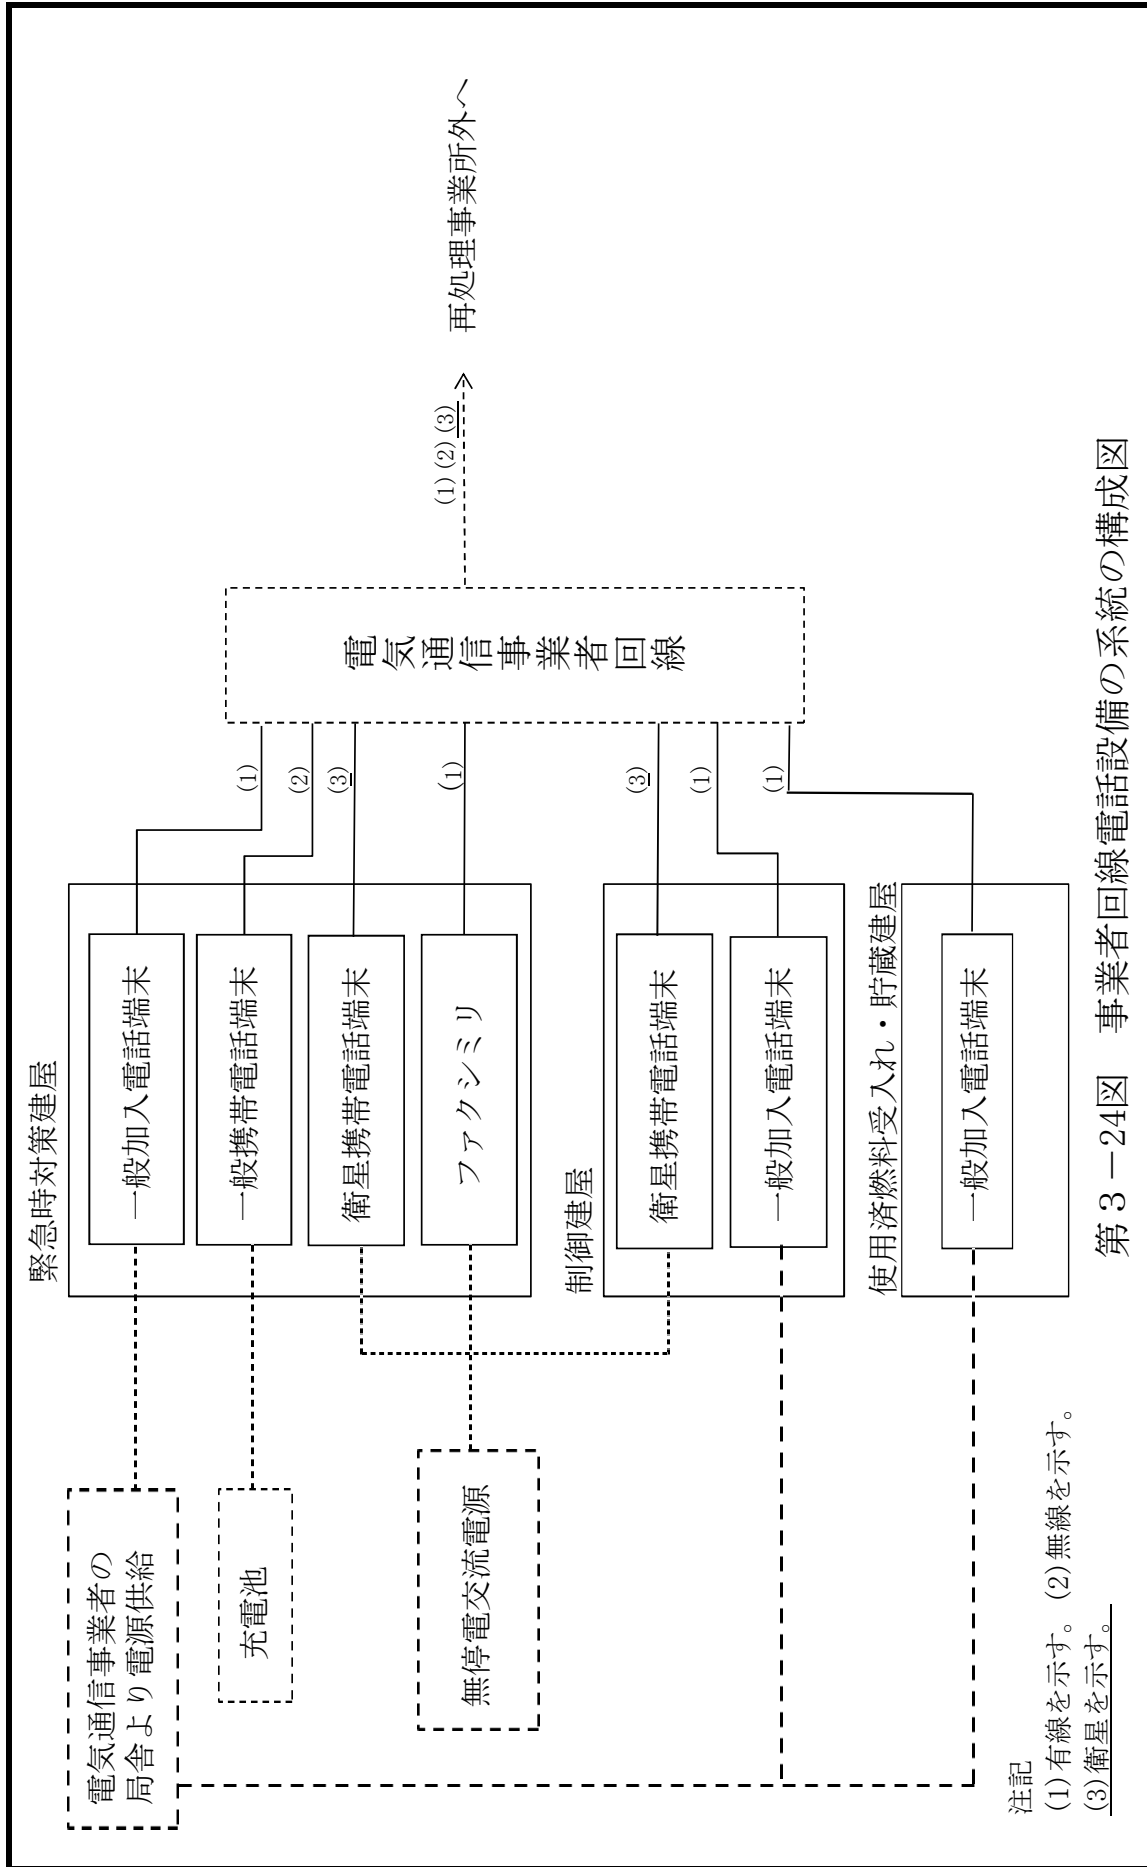 緊急時対策建屋
電気通信事業者の
局舎より電源供給
一般加入電話端末
(1)
充電池
一般携帯電話端末
(2)
衛星携帯電話端末
(3)
無停電交流電源
ファクシミリ
(1)
電気通信事業者回線
(1)(2)(3)
再処理事業所外へ
制御建屋
衛星携帯電話端末
(3)
一般加入電話端末
(1)
使用済燃料受入れ・貯蔵建屋
一般加入電話端末
(1)
注記
(1)有線を示す。 (2)無線を示す。
(3)衛星を示す。
第3-24図 事業者回線電話設備の系統の構成図